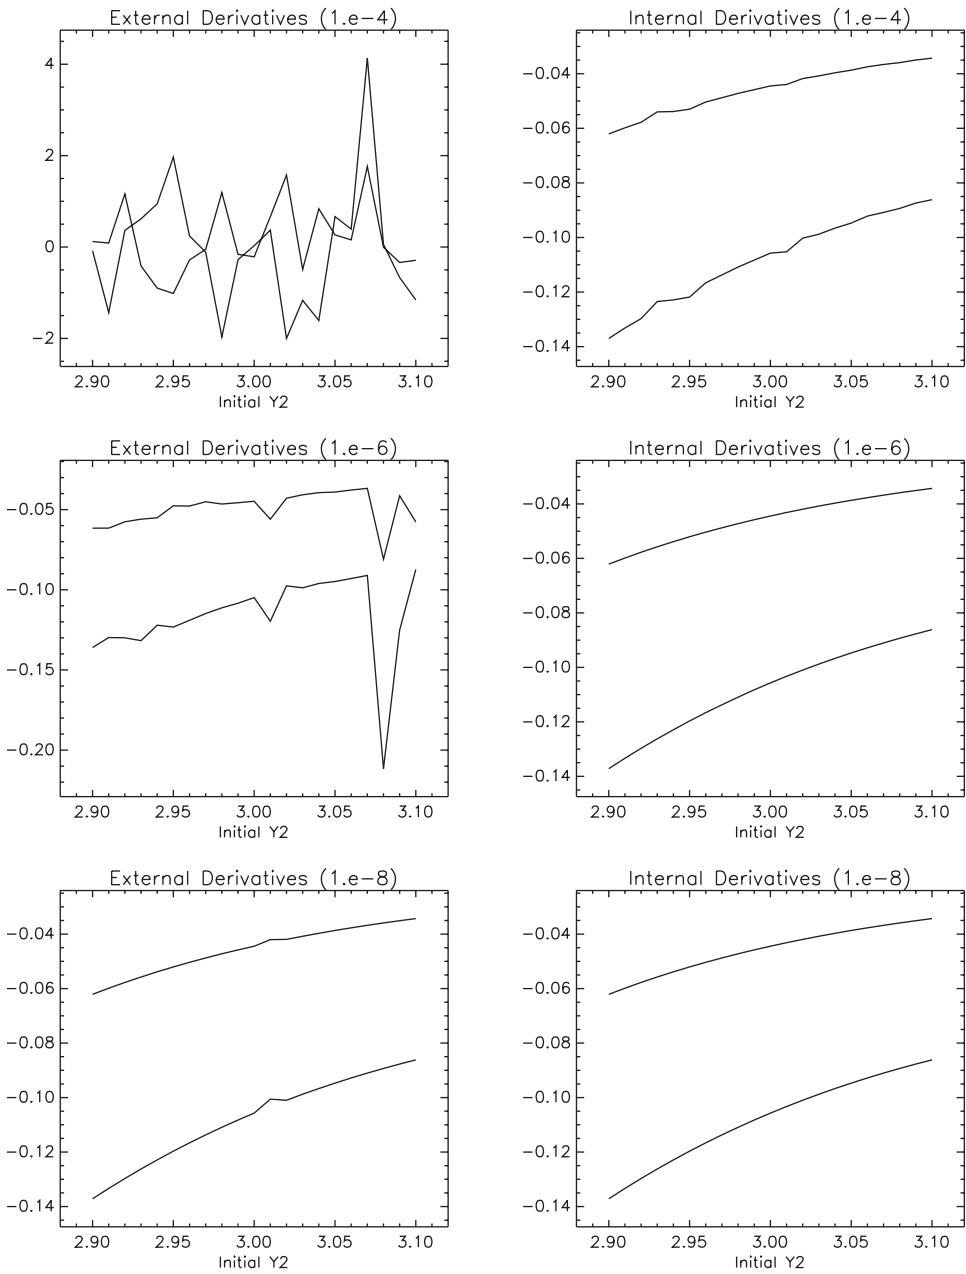 External Derivatives (1.e−4)
4
2
0
−2
2.90 2.95 3.00 3.05 3.10
Initial Y2
Internal Derivatives (1.e−4)
−0.04
−0.06
−0.08
−0.10
−0.12
−0.14
2.90 2.95 3.00 3.05 3.10
Initial Y2
External Derivatives (1.e−6)
−0.05
−0.10
−0.15
−0.20
2.90 2.95 3.00 3.05 3.10
Initial Y2
Internal Derivatives (1.e−6)
−0.04
−0.06
−0.08
−0.10
−0.12
−0.14
2.90 2.95 3.00 3.05 3.10
Initial Y2
External Derivatives (1.e−8)
−0.04
−0.06
−0.08
−0.10
−0.12
−0.14
2.90 2.95 3.00 3.05 3.10
Initial Y2
Internal Derivatives (1.e−8)
−0.04
−0.06
−0.08
−0.10
−0.12
−0.14
2.90 2.95 3.00 3.05 3.10
Initial Y2